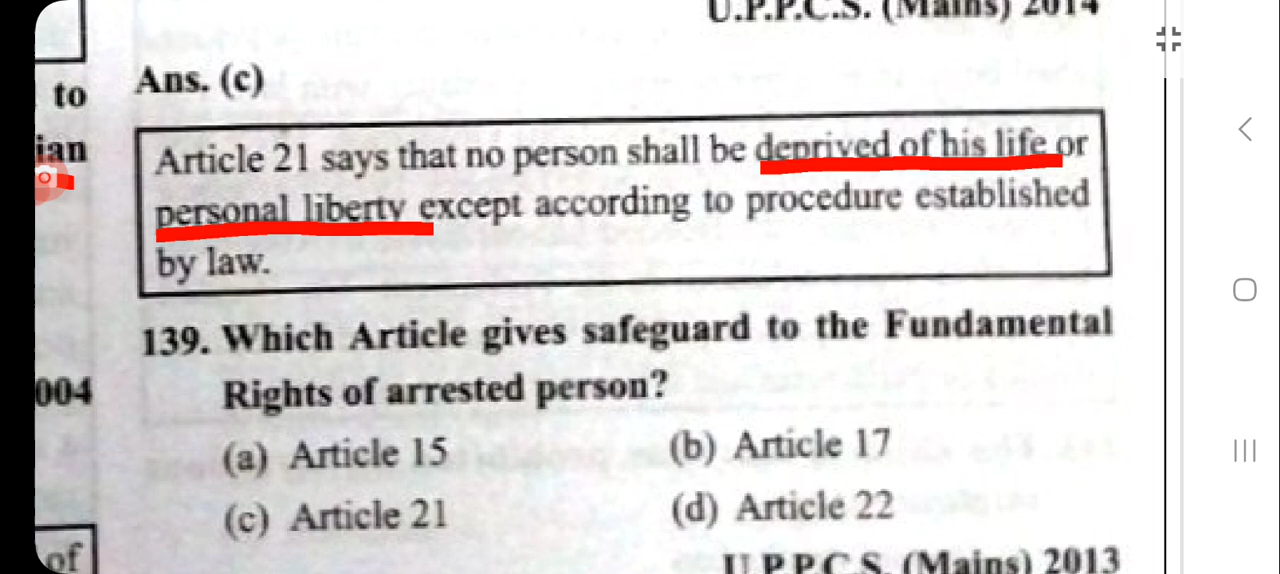 U.P.P.C.S. (Mains) 2014
to
Ans. (c)
ian
Article 21 says that no person shall be deprived of his life or
personal liberty except according to procedure established
by law.
139. Which Article gives safeguard to the Fundamental
Rights of arrested person?
004
(a) Article 15 (b) Article 17
(c) Article 21 (d) Article 22
of
U.P.P.C.S. (Mains) 2013